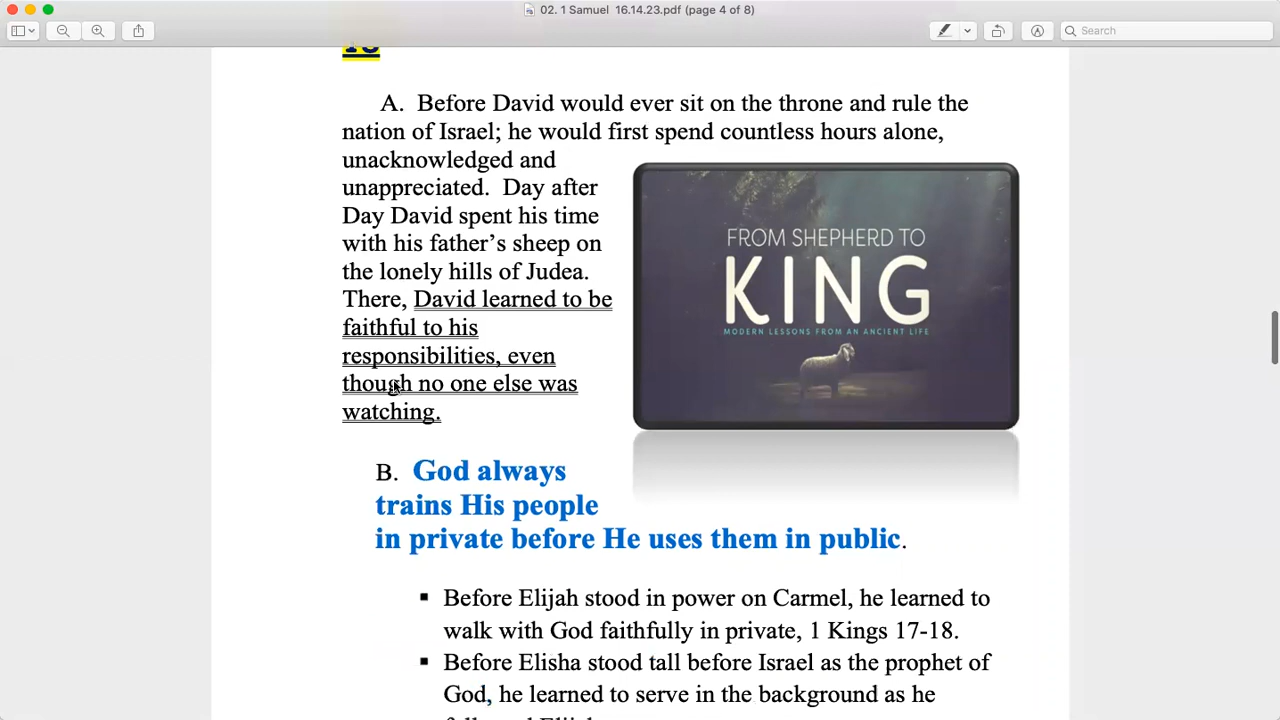 02. 1 Samuel 16.14.23.pdf (page 4 of 8)
Search
A. Before David would ever sit on the throne and rule the
nation of Israel; he would first spend countless hours alone,
unacknowledged and
unappreciated. Day after
Day David spent his time
with his father's sheep on
the lonely hills of Judea.
There, David learned to be
faithful to his
responsibilities, even
though no one else was
watching.
FROM SHEPHERD TO
KING
MODERN LESSONS FROM AN ANCIENT LIFE
B. God always
trains His people
in private before He uses them in public.
▪ Before Elijah stood in power on Carmel, he learned to
walk with God faithfully in private, 1 Kings 17-18.
▪ Before Elisha stood tall before Israel as the prophet of
God, he learned to serve in the background as he